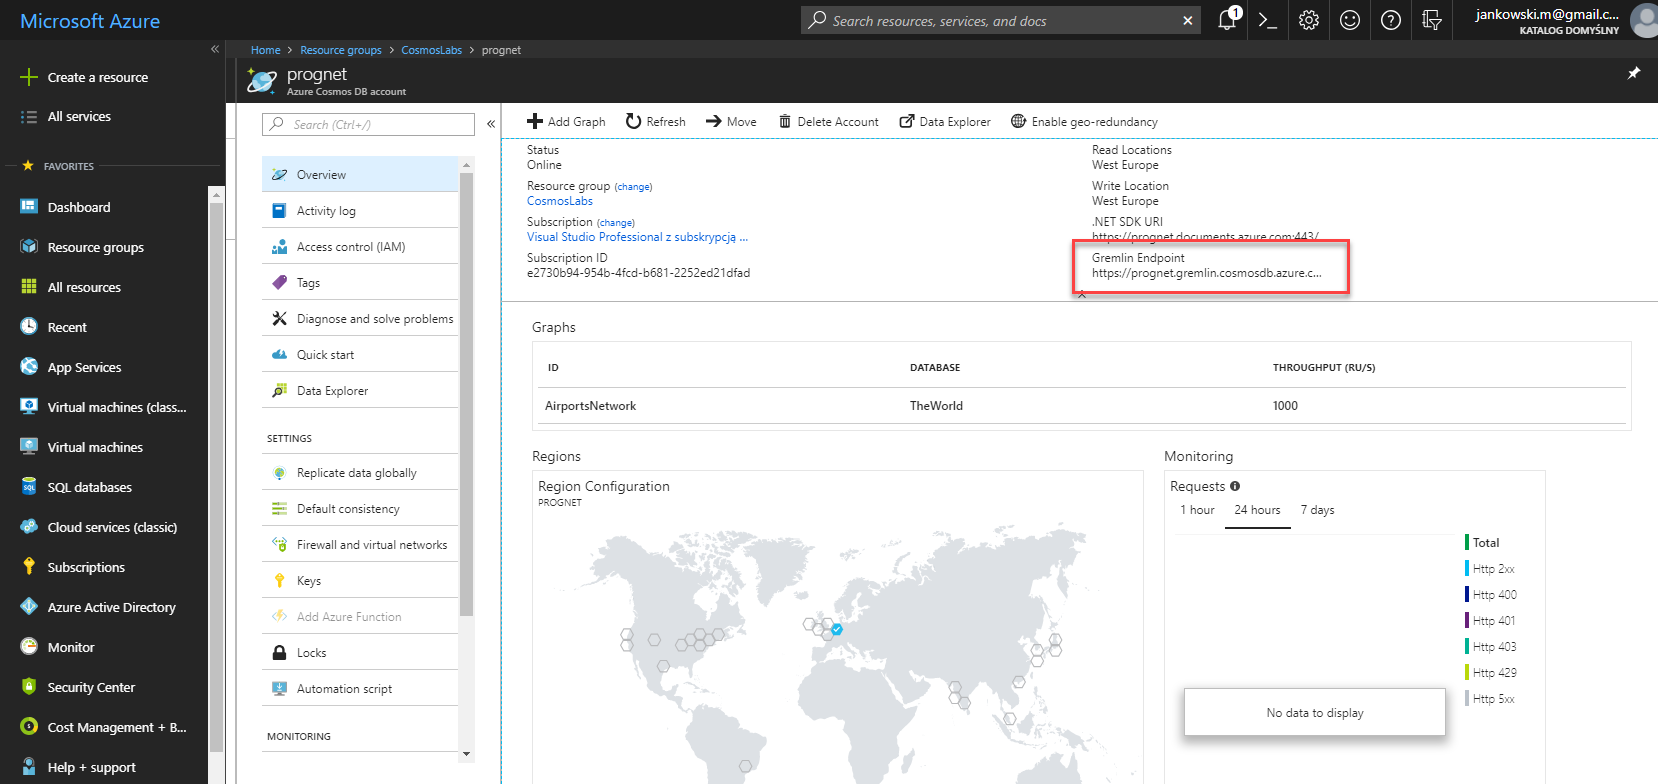 Microsoft Azure
Search resources, services, and docs
1
jankowski.m@gmail.c...
KATALOG DOMYŚLNY
Home > Resource groups > CosmosLabs > prognet
prognet
Azure Cosmos DB account
Create a resource
All services
FAVORITES
Dashboard
Resource groups
All resources
Recent
App Services
Virtual machines (class...
Virtual machines
SQL databases
Cloud services (classic)
Subscriptions
Azure Active Directory
Monitor
Security Center
Cost Management + B...
Help + support
Search (Ctrl+/)
Overview
Activity log
Access control (IAM)
Tags
Diagnose and solve problems
Quick start
Data Explorer
SETTINGS
Replicate data globally
Default consistency
Firewall and virtual networks
Keys
Add Azure Function
Locks
Automation script
MONITORING
Add Graph Refresh Move Delete Account Data Explorer Enable geo-redundancy
Status
Online
Resource group (change)
CosmosLabs
Subscription (change)
Visual Studio Professional z subskrypcją ...
Subscription ID
e2730b94-954b-4fcd-b681-2252ed21dfad
Read Locations
West Europe
Write Location
West Europe
.NET SDK URI
https://prognet.documents.azure.com:443/
Gremlin Endpoint
https://prognet.gremlin.cosmosdb.azure.c...
Graphs
ID DATABASE THROUGHPUT (RU/S)
AirportsNetwork TheWorld 1000
Regions
Region Configuration
PROGNET
Monitoring
Requests
1 hour 24 hours 7 days
Total
Http 2xx
Http 400
Http 401
Http 403
Http 429
Http 5xx
No data to display